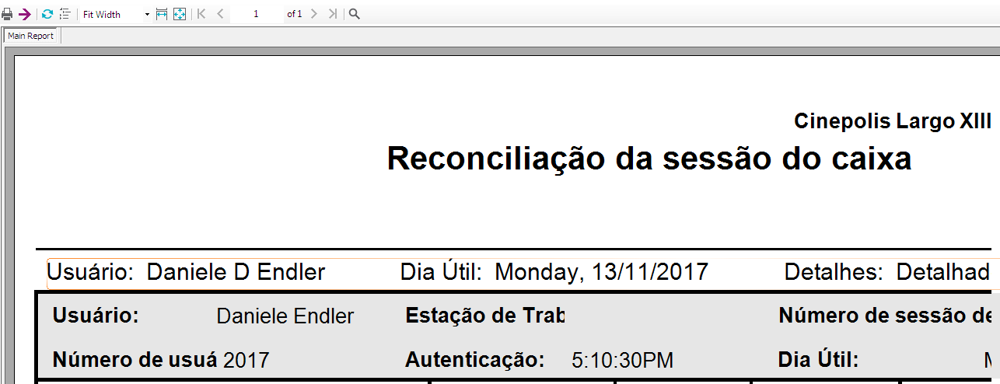 Fit Width 1 of 1
Main Report
Cinepolis Largo XIII
Reconciliação da sessão do caixa
Usuário: Daniele D Endler Dia Útil: Monday, 13/11/2017 Detalhes: Detalhad
Usuário: Daniele Endler Estação de Trab Número de sessão de
Número de usuá 2017 Autenticação: 5:10:30PM Dia Útil: